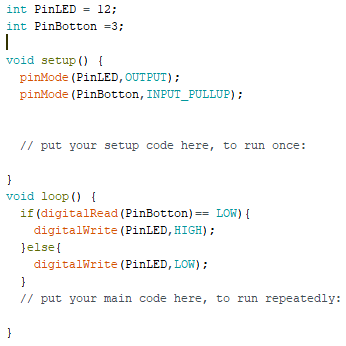 int PinLED = 12;
int PinBotton =3;
void setup() {
pinMode(PinLED,OUTPUT);
pinMode(PinBotton,INPUT_PULLUP);
// put your setup code here, to run once:
}
void loop() {
if(digitalRead(PinBotton)== LOW){
digitalWrite(PinLED,HIGH);
}else{
digitalWrite(PinLED,LOW);
}
// put your main code here, to run repeatedly:
}